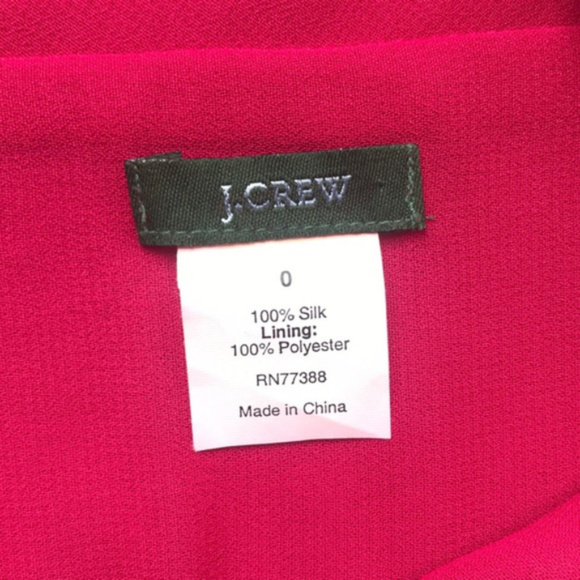 J.CREW
0
100% Silk
Lining:
100% Polyester
RN77388
Made in China